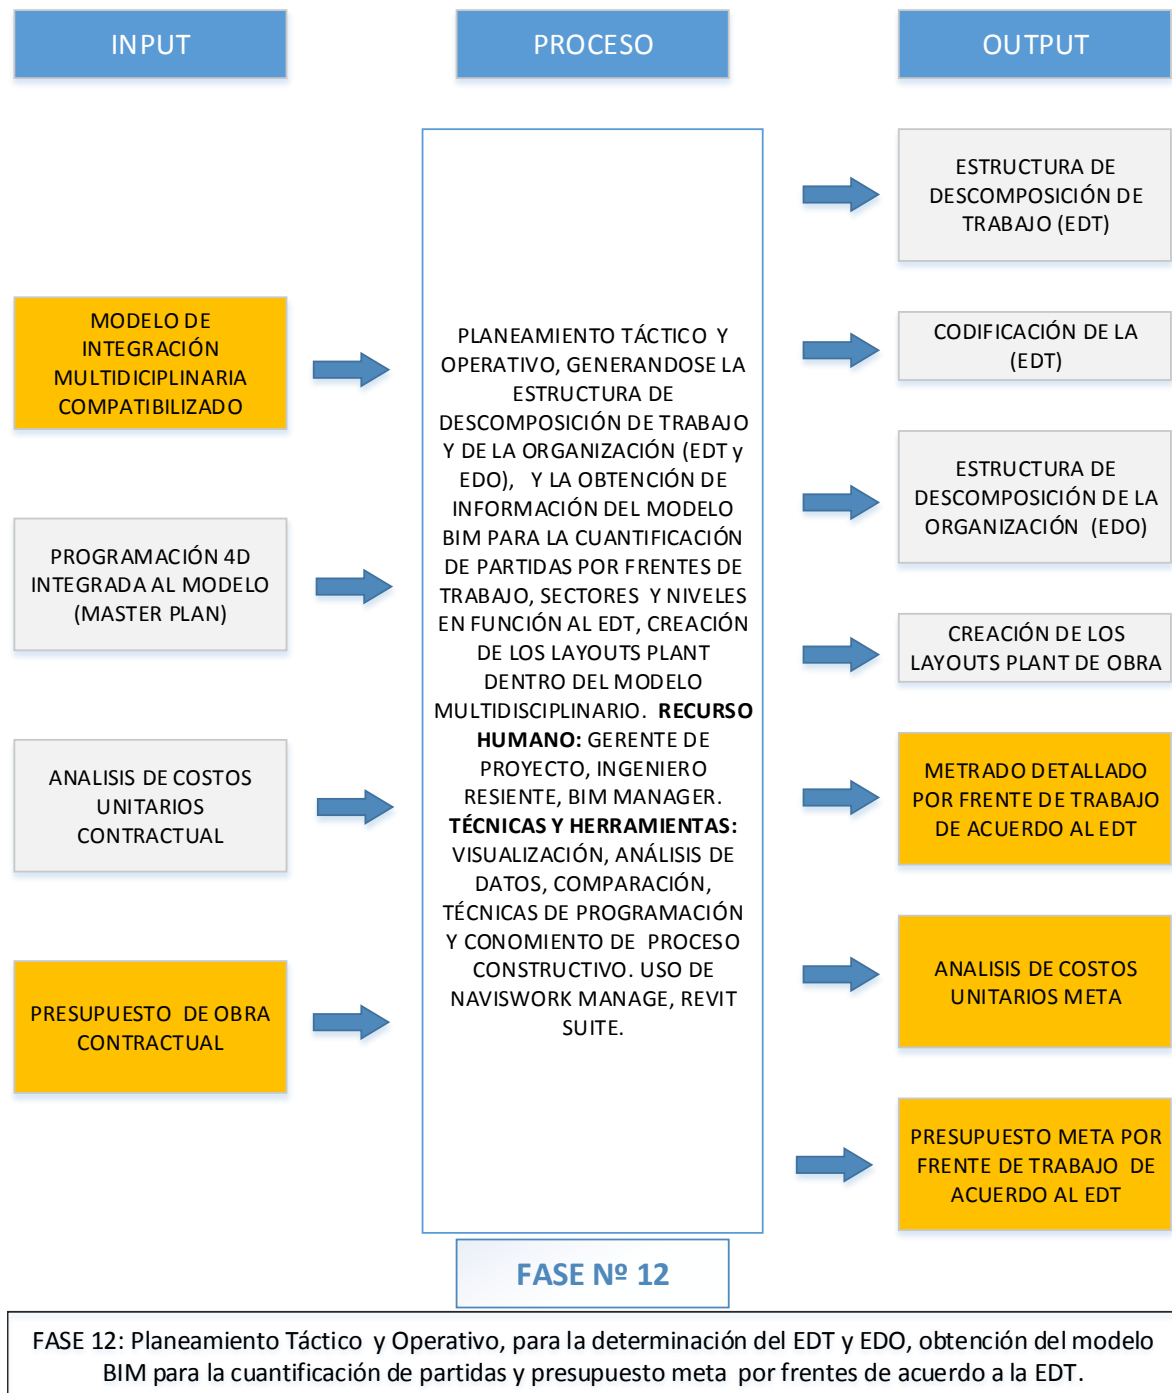 INPUT
PROCESO
OUTPUT
MODELO DE
INTEGRACIÓN
MULTIDICIPLINARIA
COMPATIBILIZADO
PROGRAMACIÓN 4D
INTEGRADA AL MODELO
(MASTER PLAN)
ANALISIS DE COSTOS
UNITARIOS
CONTRACTUAL
PRESUPUESTO DE OBRA
CONTRACTUAL
PLANEAMIENTO TÁCTICO Y
OPERATIVO, GENERANDOSE LA
ESTRUCTURA DE
DESCOMPOSICIÓN DE TRABAJO
Y DE LA ORGANIZACIÓN (EDT y
EDO), Y LA OBTENCIÓN DE
INFORMACIÓN DEL MODELO
BIM PARA LA CUANTIFICACIÓN
DE PARTIDAS POR FRENTES DE
TRABAJO, SECTORES Y NIVELES
EN FUNCIÓN AL EDT, CREACIÓN
DE LOS LAYOUTS PLANT
DENTRO DEL MODELO
MULTIDISCIPLINARIO. RECURSO
HUMANO: GERENTE DE
PROYECTO, INGENIERO
RESIENTE, BIM MANAGER.
TÉCNICAS Y HERRAMIENTAS:
VISUALIZACIÓN, ANÁLISIS DE
DATOS, COMPARACIÓN,
TÉCNICAS DE PROGRAMACIÓN
Y CONOMIENTO DE PROCESO
CONSTRUCTIVO. USO DE
NAVISWORK MANAGE, REVIT
SUITE.
ESTRUCTURA DE
DESCOMPOSICIÓN DE
TRABAJO (EDT)
CODIFICACIÓN DE LA
(EDT)
ESTRUCTURA DE
DESCOMPOSICIÓN DE LA
ORGANIZACIÓN (EDO)
CREACIÓN DE LOS
LAYOUTS PLANT DE OBRA
METRADO DETALLADO
POR FRENTE DE TRABAJO
DE ACUERDO AL EDT
ANALISIS DE COSTOS
UNITARIOS META
PRESUPUESTO META POR
FRENTE DE TRABAJO DE
ACUERDO AL EDT
FASE Nº 12
FASE 12: Planeamiento Táctico y Operativo, para la determinación del EDT y EDO, obtención del modelo
BIM para la cuantificación de partidas y presupuesto meta por frentes de acuerdo a la EDT.